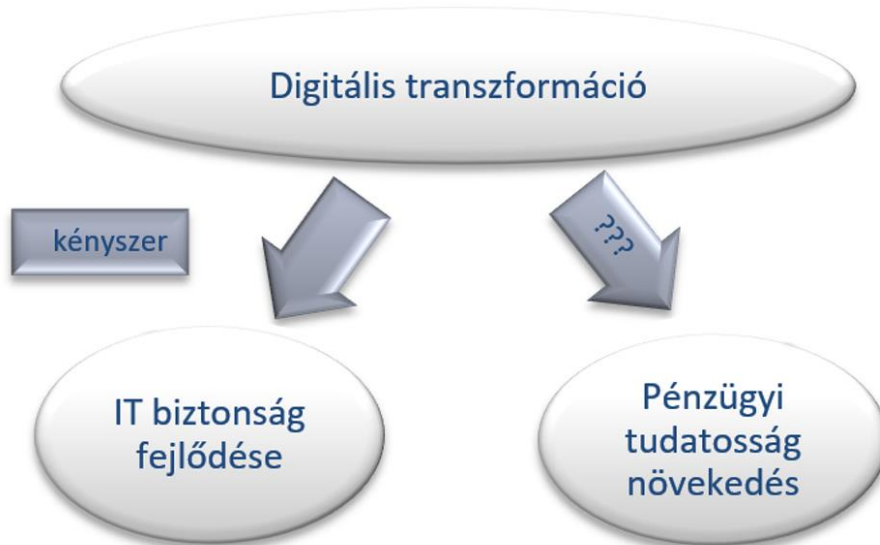 Digitális transzformáció
kényszer
???
IT biztonság
fejlődése
Pénzügyi
tudatosság
növekedés